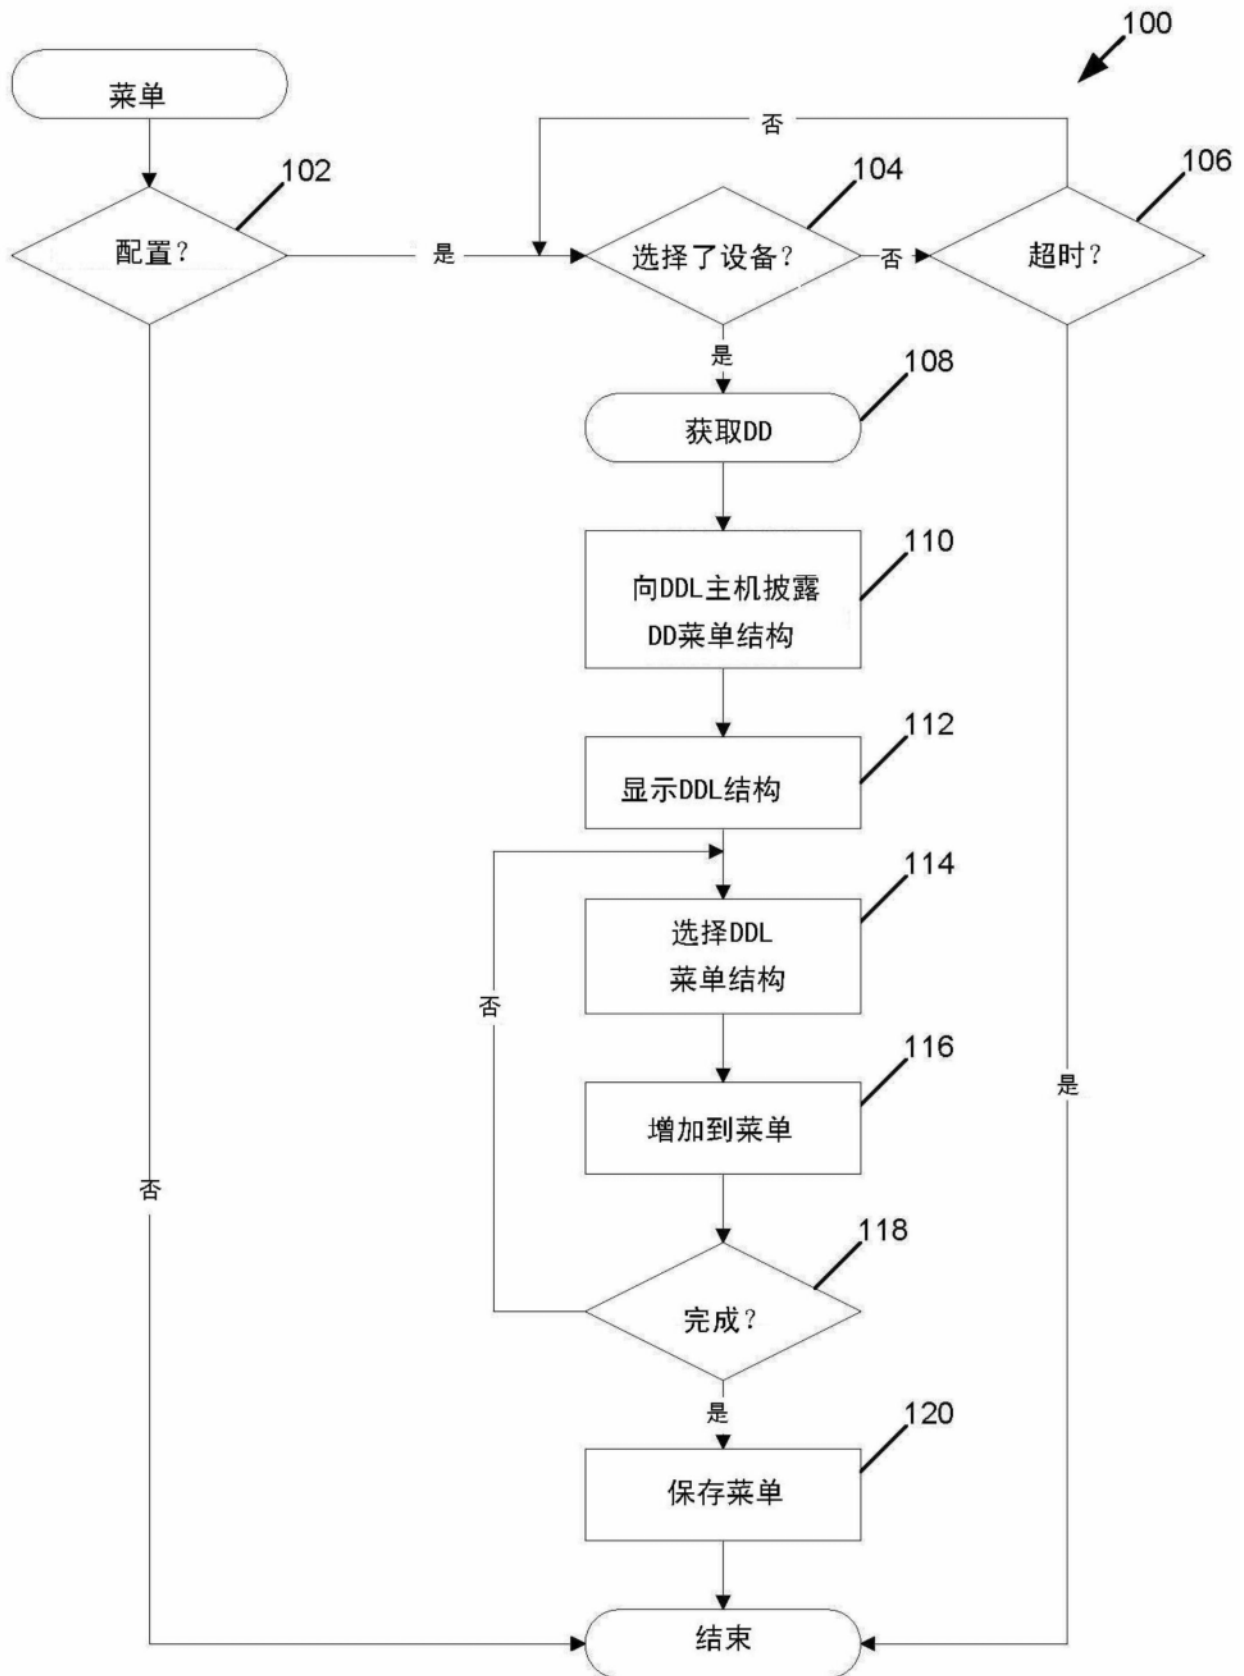 100
菜单
否
102
104
106
配置?
是
选择了设备?
否
超时?
是
108
获取DD
110
向DDL主机披露
DD菜单结构
112
显示DDL结构
114
选择DDL
菜单结构
否
116
是
增加到菜单
否
118
完成?
是
120
保存菜单
结束